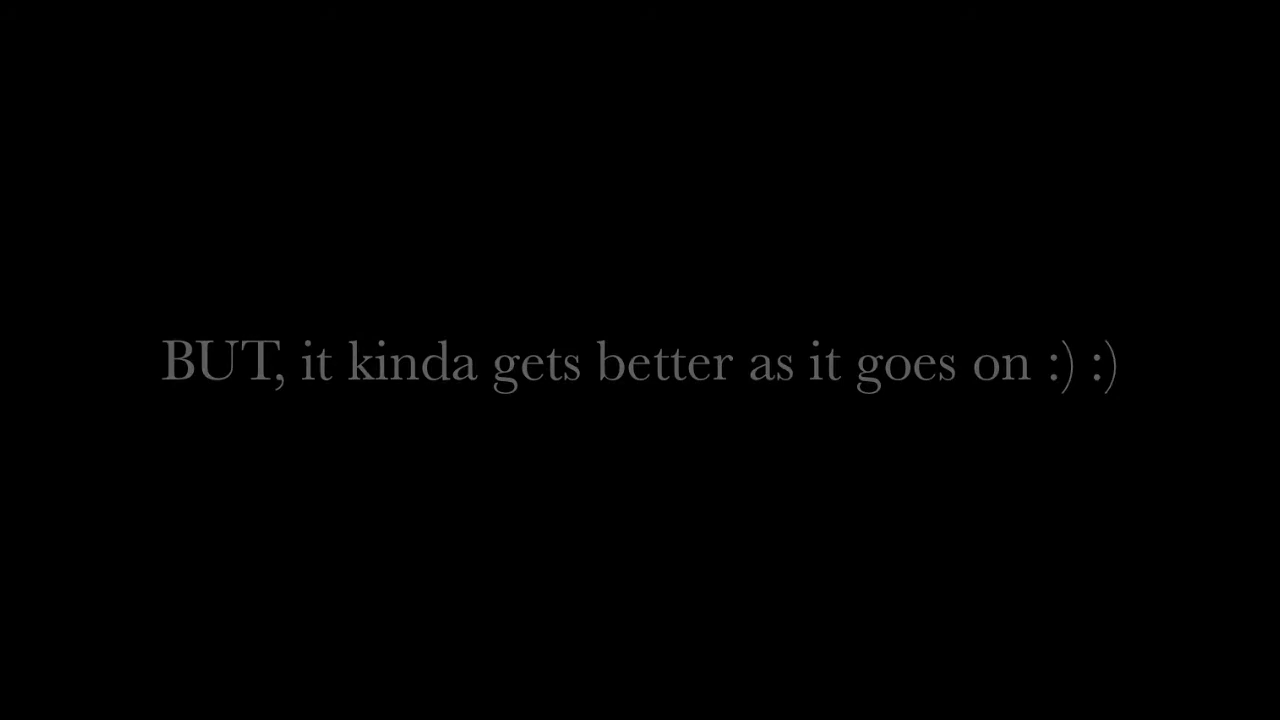 BUT, it kinda gets better as it goes on :) :)